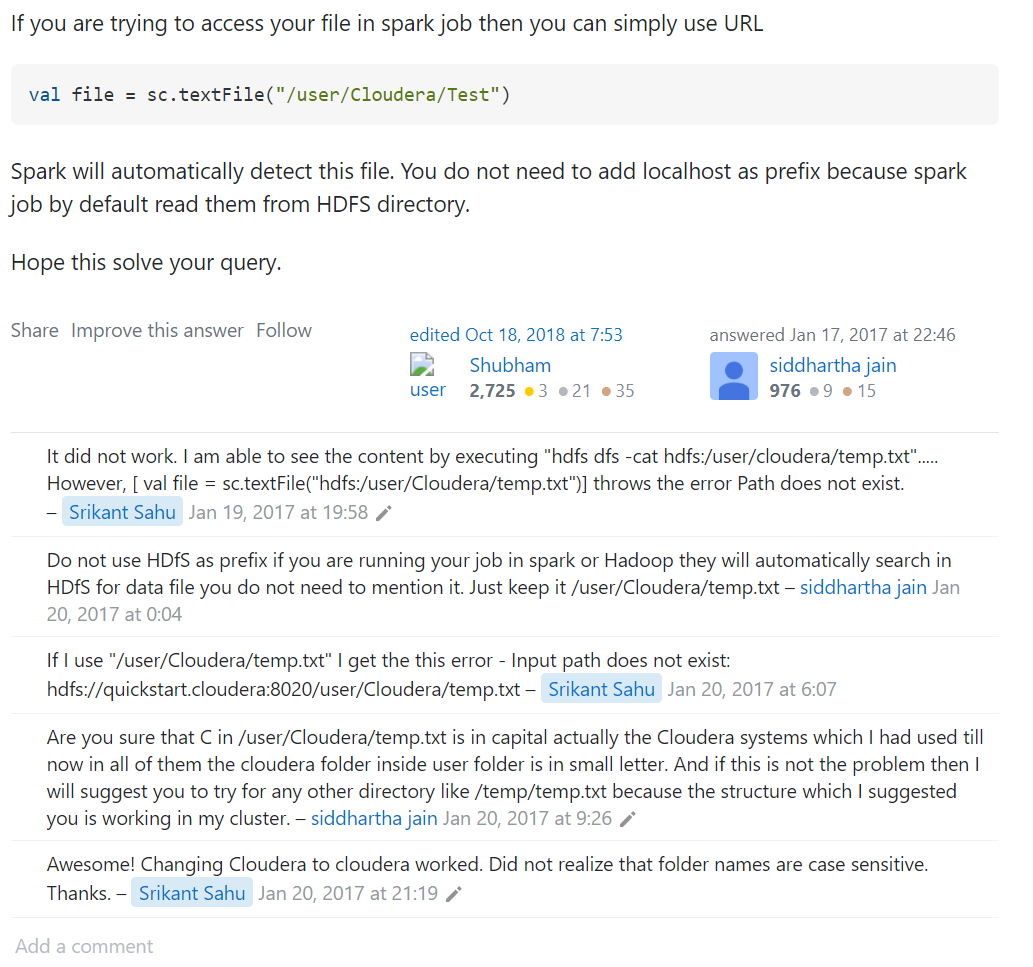 If you are trying to access your file in spark job then you can simply use URL
val file = sc.textFile("/user/Cloudera/Test")
Spark will automatically detect this file. You do not need to add localhost as prefix because spark
job by default read them from HDFS directory.
Hope this solve your query.
Share Improve this answer Follow
edited Oct 18, 2018 at 7:53
user
Shubham
2,725 3 21 35
answered Jan 17, 2017 at 22:46
siddhartha jain
976 9 15
It did not work. I am able to see the content by executing "hdfs dfs -cat hdfs:/user/cloudera/temp.txt".....
However, [ val file = sc.textFile("hdfs:/user/Cloudera/temp.txt")] throws the error Path does not exist.
– Srikant Sahu Jan 19, 2017 at 19:58
Do not use HDfS as prefix if you are running your job in spark or Hadoop they will automatically search in
HDfS for data file you do not need to mention it. Just keep it /user/Cloudera/temp.txt – siddhartha jain Jan
20, 2017 at 0:04
If I use "/user/Cloudera/temp.txt" I get the this error - Input path does not exist:
hdfs://quickstart.cloudera:8020/user/Cloudera/temp.txt – Srikant Sahu Jan 20, 2017 at 6:07
Are you sure that C in /user/Cloudera/temp.txt is in capital actually the Cloudera systems which I had used till
now in all of them the cloudera folder inside user folder is in small letter. And if this is not the problem then I
will suggest you to try for any other directory like /temp/temp.txt because the structure which I suggested
you is working in my cluster. – siddhartha jain Jan 20, 2017 at 9:26
Awesome! Changing Cloudera to cloudera worked. Did not realize that folder names are case sensitive.
Thanks. – Srikant Sahu Jan 20, 2017 at 21:19
Add a comment